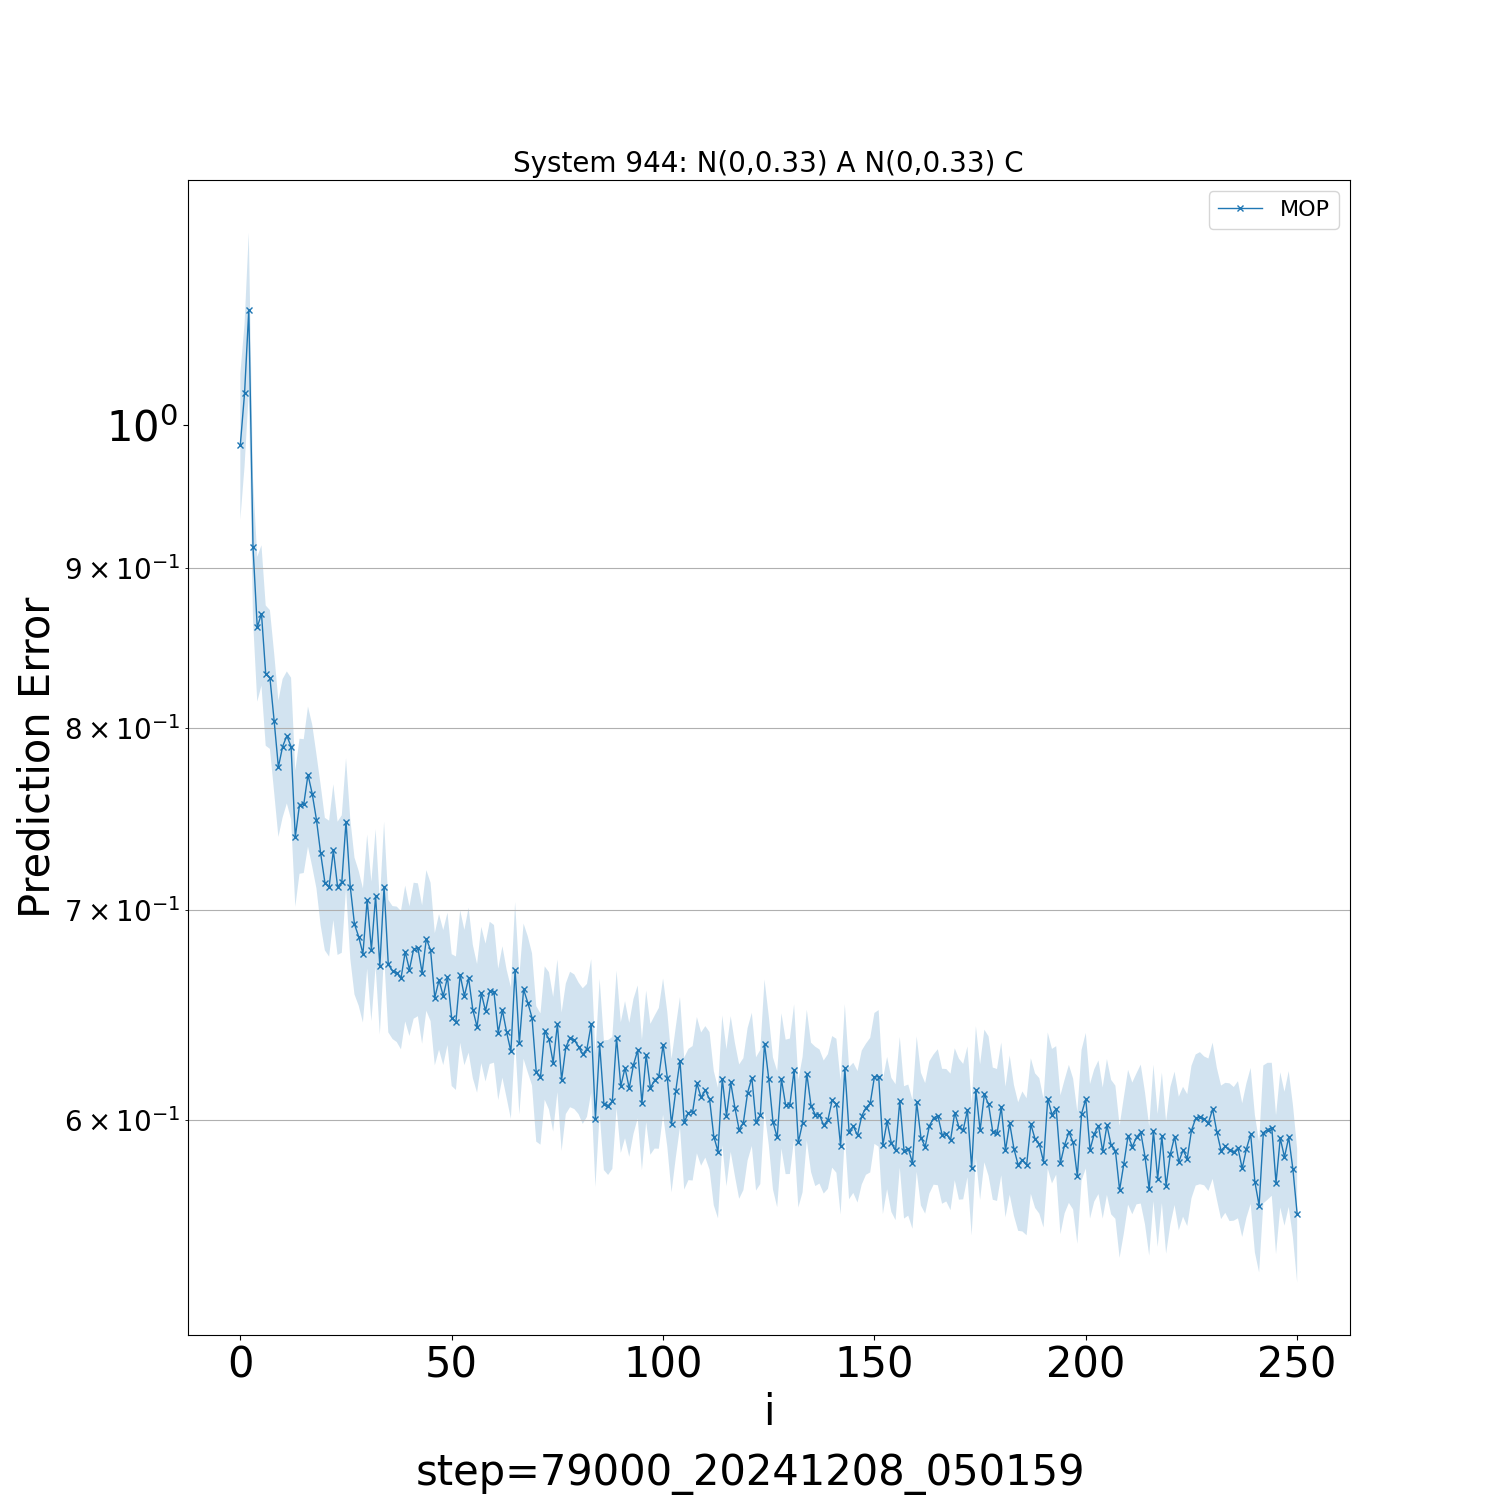 System 944: N(0,0.33) A N(0,0.33) C
MOP
10⁰
9 × 10⁻¹
8 × 10⁻¹
7 × 10⁻¹
6 × 10⁻¹
Prediction Error
0 50 100 150 200 250
i
step=79000_20241208_050159